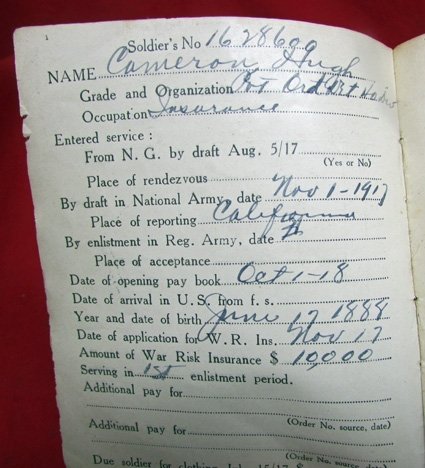 1
Soldier's No 1628609
NAME Cameron Hugh
Grade and Organization Pvt Ord Det
Occupation Insurance
Entered service :
From N. G. by draft Aug. 5/17
(Yes or No)
Place of rendezvous
By draft in National Army, date Nov 1-1917
Place of reporting California
By enlistment in Reg. Army, date
Place of acceptance
Date of opening pay book Oct 1-18
Date of arrival in U. S. from f. s.
Year and date of birth June 17 1888
Date of application for W. R. Ins. Nov 17
Amount of War Risk Insurance $ 10,000
Serving in 1st enlistment period.
Additional pay for
(Order No. source, date)
Additional pay for
(Order No. source, date)
Due soldier for clothing